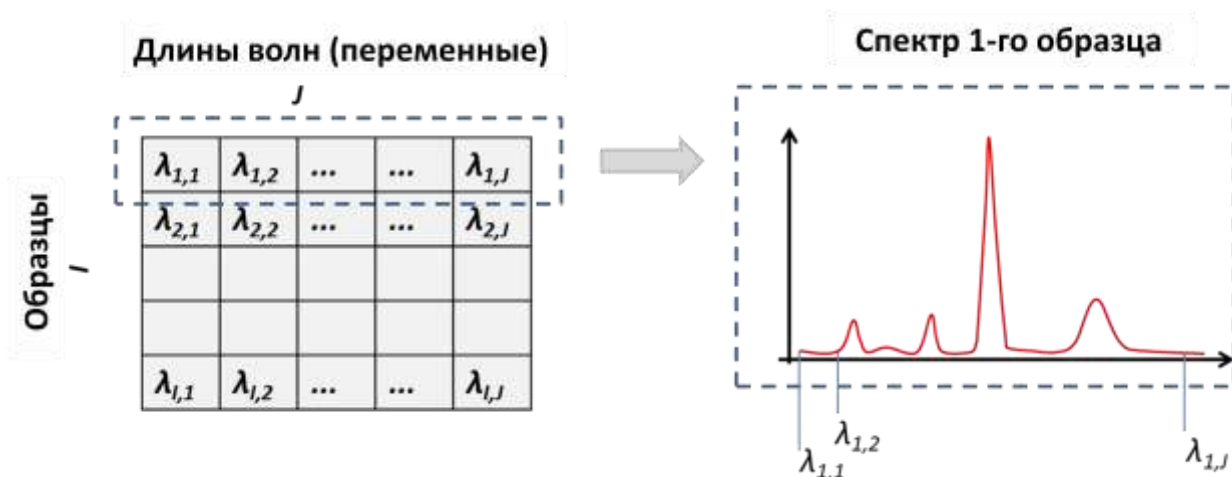 Длины волн (переменные)
J
Образцы
I
λ1,1 λ1,2 ... ... λ1,J
λ2,1 λ2,2 ... ... λ2,J
λI,1 λI,2 ... ... λI,J
Спектр 1-го образца
λ1,1
λ1,2
λ1,J